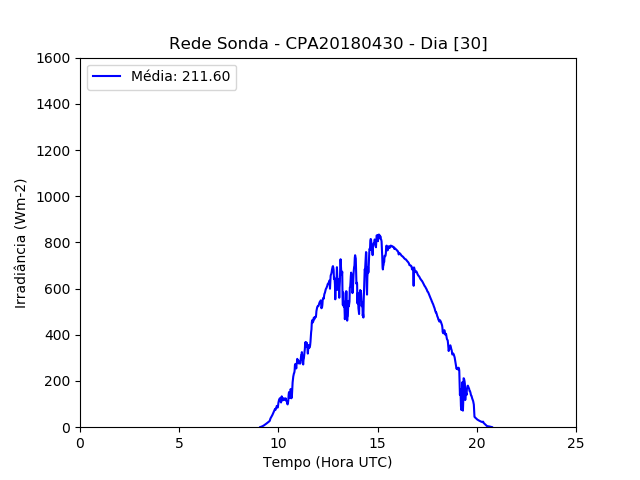 Rede Sonda - CPA20180430 - Dia [30]
Média: 211.60
1600
1400
1200
1000
800
600
400
200
0
Irradiância (Wm-2)
0 5 10 15 20 25
Tempo (Hora UTC)